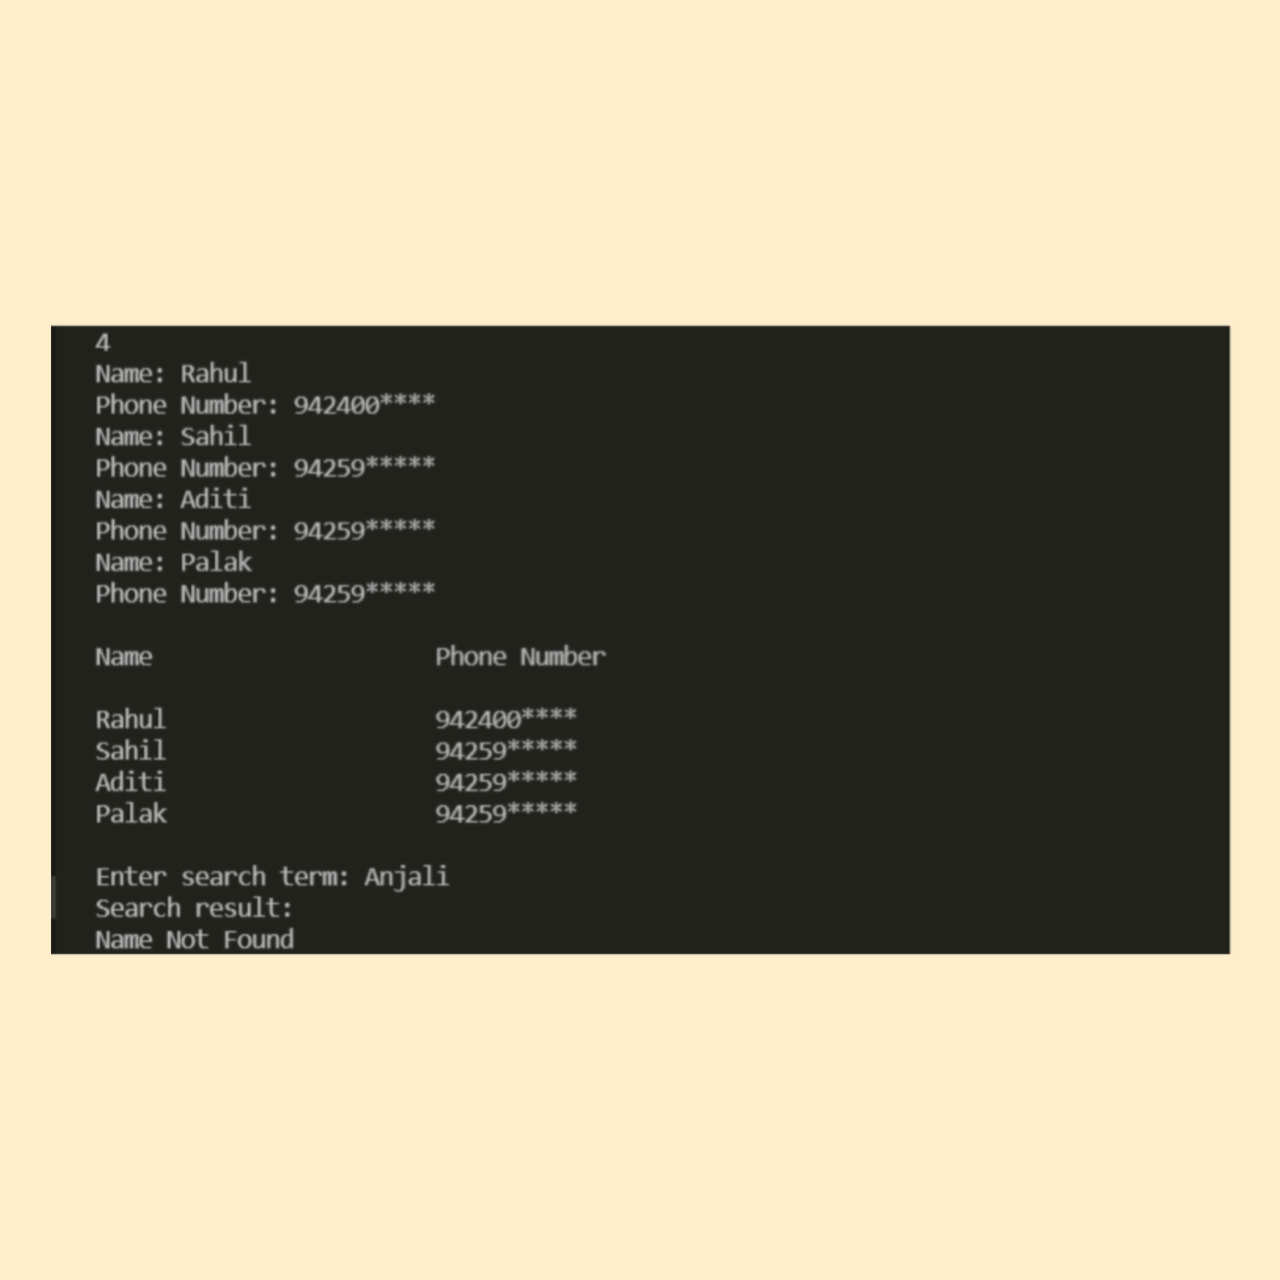 4
Name: Rahul
Phone Number: 942400****
Name: Sahil
Phone Number: 94259*****
Name: Aditi
Phone Number: 94259*****
Name: Palak
Phone Number: 94259*****
Name Phone Number
Rahul 942400****
Sahil 94259*****
Aditi 94259*****
Palak 94259*****
Enter search term: Anjali
Search result:
Name Not Found